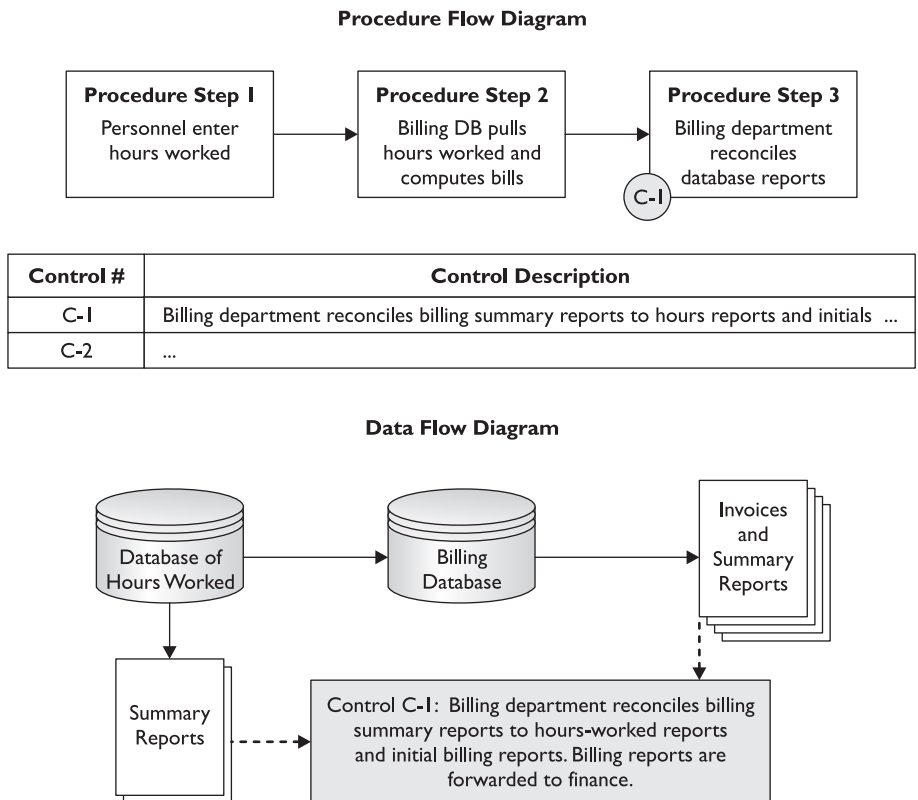 Procedure Flow Diagram
Procedure Step 1
Personnel enter
hours worked
Procedure Step 2
Billing DB pulls
hours worked and
computes bills
Procedure Step 3
Billing department
reconciles
database reports
C-1
Control #
Control Description
C-1
Billing department reconciles billing summary reports to hours reports and initials ...
C-2
...
Data Flow Diagram
Database of
Hours Worked
Billing
Database
Invoices
and
Summary
Reports
Summary
Reports
Control C-1: Billing department reconciles billing
summary reports to hours-worked reports
and initial billing reports. Billing reports are
forwarded to finance.